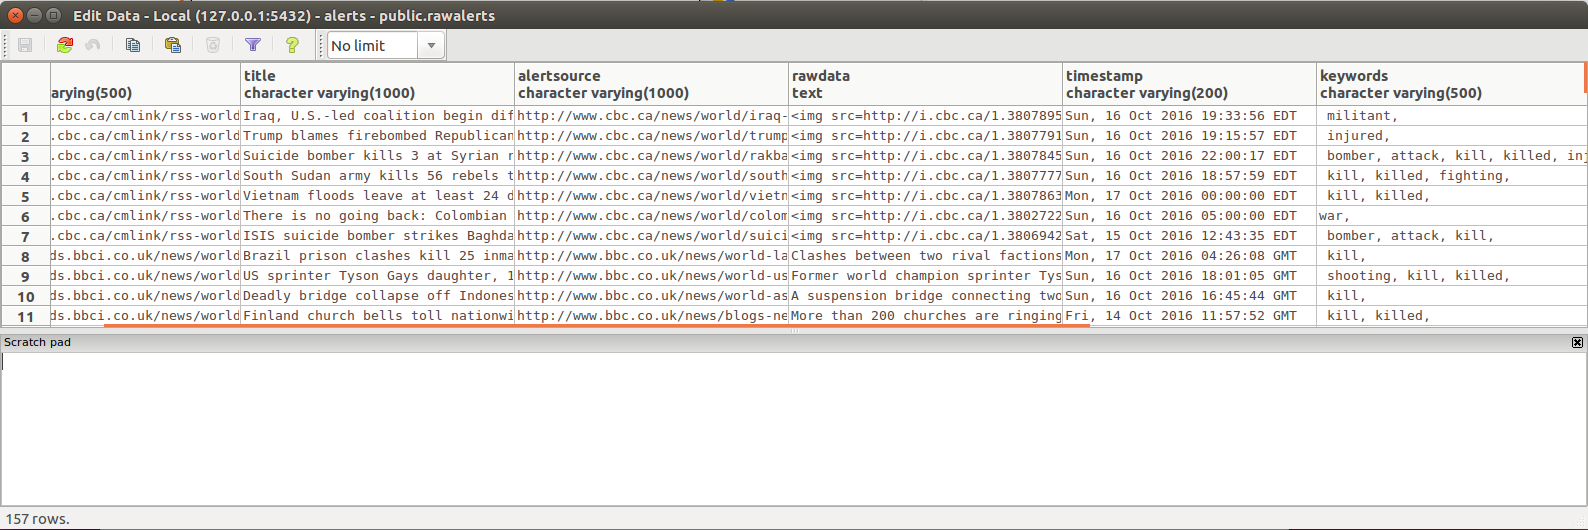 Edit Data - Local (127.0.0.1:5432) - alerts - public.rawalerts
No limit
arying(500) title character varying(1000) alertsource character varying(1000) rawdata text timestamp character varying(200) keywords character varying(500)
1 .cbc.ca/cmlink/rss-world Iraq, U.S.-led coalition begin dif http://www.cbc.ca/news/world/iraq- <img src=http://i.cbc.ca/1.3807895 Sun, 16 Oct 2016 19:33:56 EDT militant,
2 .cbc.ca/cmlink/rss-world Trump blames firebombed Republican http://www.cbc.ca/news/world/trump <img src=http://i.cbc.ca/1.3807791 Sun, 16 Oct 2016 19:15:57 EDT injured,
3 .cbc.ca/cmlink/rss-world Suicide bomber kills 3 at Syrian r http://www.cbc.ca/news/world/rakba <img src=http://i.cbc.ca/1.3807845 Sun, 16 Oct 2016 22:00:17 EDT bomber, attack, kill, killed, inj
4 .cbc.ca/cmlink/rss-world South Sudan army kills 56 rebels t http://www.cbc.ca/news/world/south <img src=http://i.cbc.ca/1.3807777 Sun, 16 Oct 2016 18:57:59 EDT kill, killed, fighting,
5 .cbc.ca/cmlink/rss-world Vietnam floods leave at least 24 d http://www.cbc.ca/news/world/vietn <img src=http://i.cbc.ca/1.3807863 Mon, 17 Oct 2016 00:00:00 EDT kill, killed,
6 .cbc.ca/cmlink/rss-world There is no going back: Colombian http://www.cbc.ca/news/world/colom <img src=http://i.cbc.ca/1.3802722 Sun, 16 Oct 2016 05:00:00 EDT war,
7 .cbc.ca/cmlink/rss-world ISIS suicide bomber strikes Baghda http://www.cbc.ca/news/world/suici <img src=http://i.cbc.ca/1.3806942 Sat, 15 Oct 2016 12:43:35 EDT bomber, attack, kill,
8 ds.bbci.co.uk/news/world Brazil prison clashes kill 25 inma http://www.bbc.co.uk/news/world-la Clashes between two rival factions Mon, 17 Oct 2016 04:26:08 GMT kill,
9 ds.bbci.co.uk/news/world US sprinter Tyson Gays daughter, 1 http://www.bbc.co.uk/news/world-us Former world champion sprinter Tys Sun, 16 Oct 2016 18:01:05 GMT shooting, kill, killed,
10 ds.bbci.co.uk/news/world Deadly bridge collapse off Indones http://www.bbc.co.uk/news/world-as A suspension bridge connecting two Sun, 16 Oct 2016 16:45:44 GMT kill,
11 ds.bbci.co.uk/news/world Finland church bells toll nationwi http://www.bbc.co.uk/news/blogs-ne More than 200 churches are ringing Fri, 14 Oct 2016 11:57:52 GMT kill, killed,
Scratch pad
157 rows.